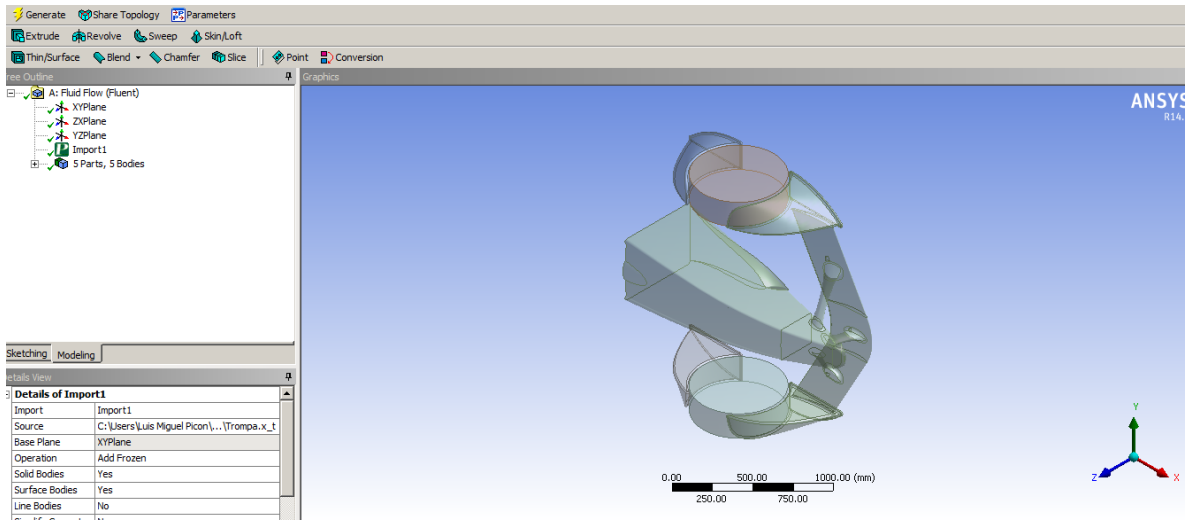 Generate Share Topology Parameters
Extrude Revolve Sweep Skin/Loft
Thin/Surface Blend Chamfer Slice Point Conversion
ree Outline
A: Fluid Flow (Fluent)
XYPlane
ZXPlane
YZPlane
Import1
5 Parts, 5 Bodies
Sketching Modeling
etails View
Details of Import1
Import Import1
Source C:\Users\Luis Miguel Picon\...\Trompa.x_t
Base Plane XYPlane
Operation Add Frozen
Solid Bodies Yes
Surface Bodies Yes
Line Bodies No
Graphics
ANSYS
R14.
0.00 500.00 1000.00 (mm)
250.00 750.00
Y
Z X